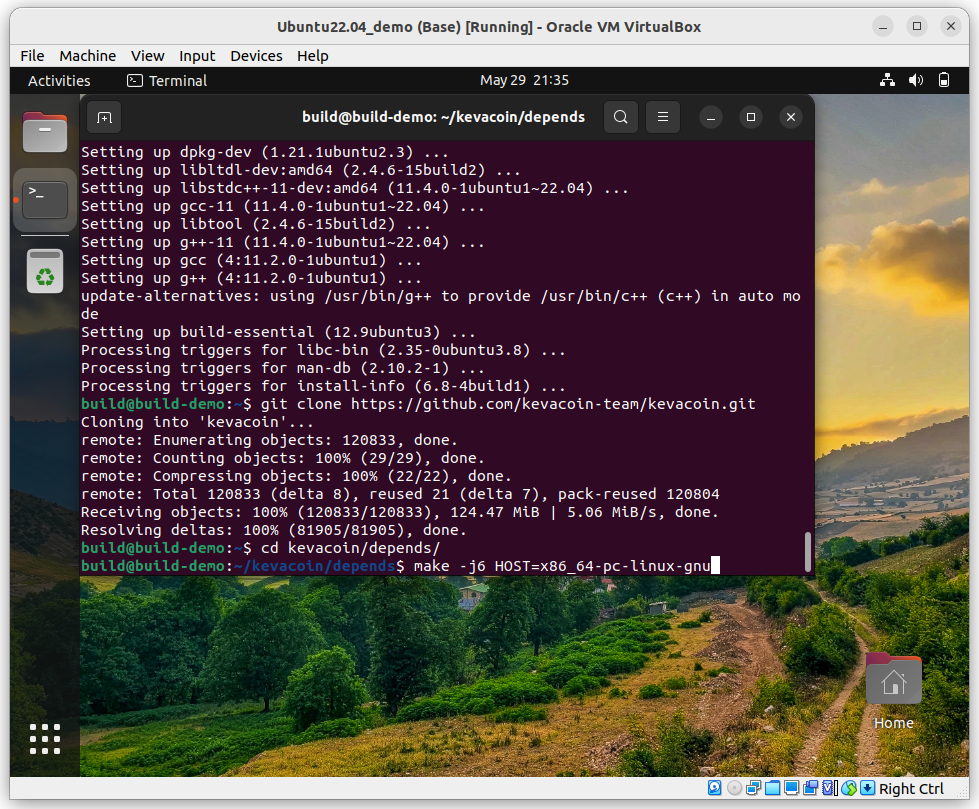 Ubuntu22.04_demo (Base) [Running] - Oracle VM VirtualBox
File Machine View Input Devices Help
Activities Terminal May 29 21:35
build@build-demo: ~/kevacoin/depends
Setting up dpkg-dev (1.21.1ubuntu2.3) ...
Setting up libltdl-dev:amd64 (2.4.6-15build2) ...
Setting up libstdc++-11-dev:amd64 (11.4.0-1ubuntu1~22.04) ...
Setting up gcc-11 (11.4.0-1ubuntu1~22.04) ...
Setting up libtool (2.4.6-15build2) ...
Setting up g++-11 (11.4.0-1ubuntu1~22.04) ...
Setting up gcc (4:11.2.0-1ubuntu1) ...
Setting up g++ (4:11.2.0-1ubuntu1) ...
update-alternatives: using /usr/bin/g++ to provide /usr/bin/c++ (c++) in auto mo
de
Setting up build-essential (12.9ubuntu3) ...
Processing triggers for libc-bin (2.35-0ubuntu3.8) ...
Processing triggers for man-db (2.10.2-1) ...
Processing triggers for install-info (6.8-4build1) ...
build@build-demo:~$ git clone https://github.com/kevacoin-team/kevacoin.git
Cloning into 'kevacoin'...
remote: Enumerating objects: 120833, done.
remote: Counting objects: 100% (29/29), done.
remote: Compressing objects: 100% (22/22), done.
remote: Total 120833 (delta 8), reused 21 (delta 7), pack-reused 120804
Receiving objects: 100% (120833/120833), 124.47 MiB | 5.06 MiB/s, done.
Resolving deltas: 100% (81905/81905), done.
build@build-demo:~$ cd kevacoin/depends/
build@build-demo:~/kevacoin/depends$ make -j6 HOST=x86_64-pc-linux-gnu
Home
Right Ctrl